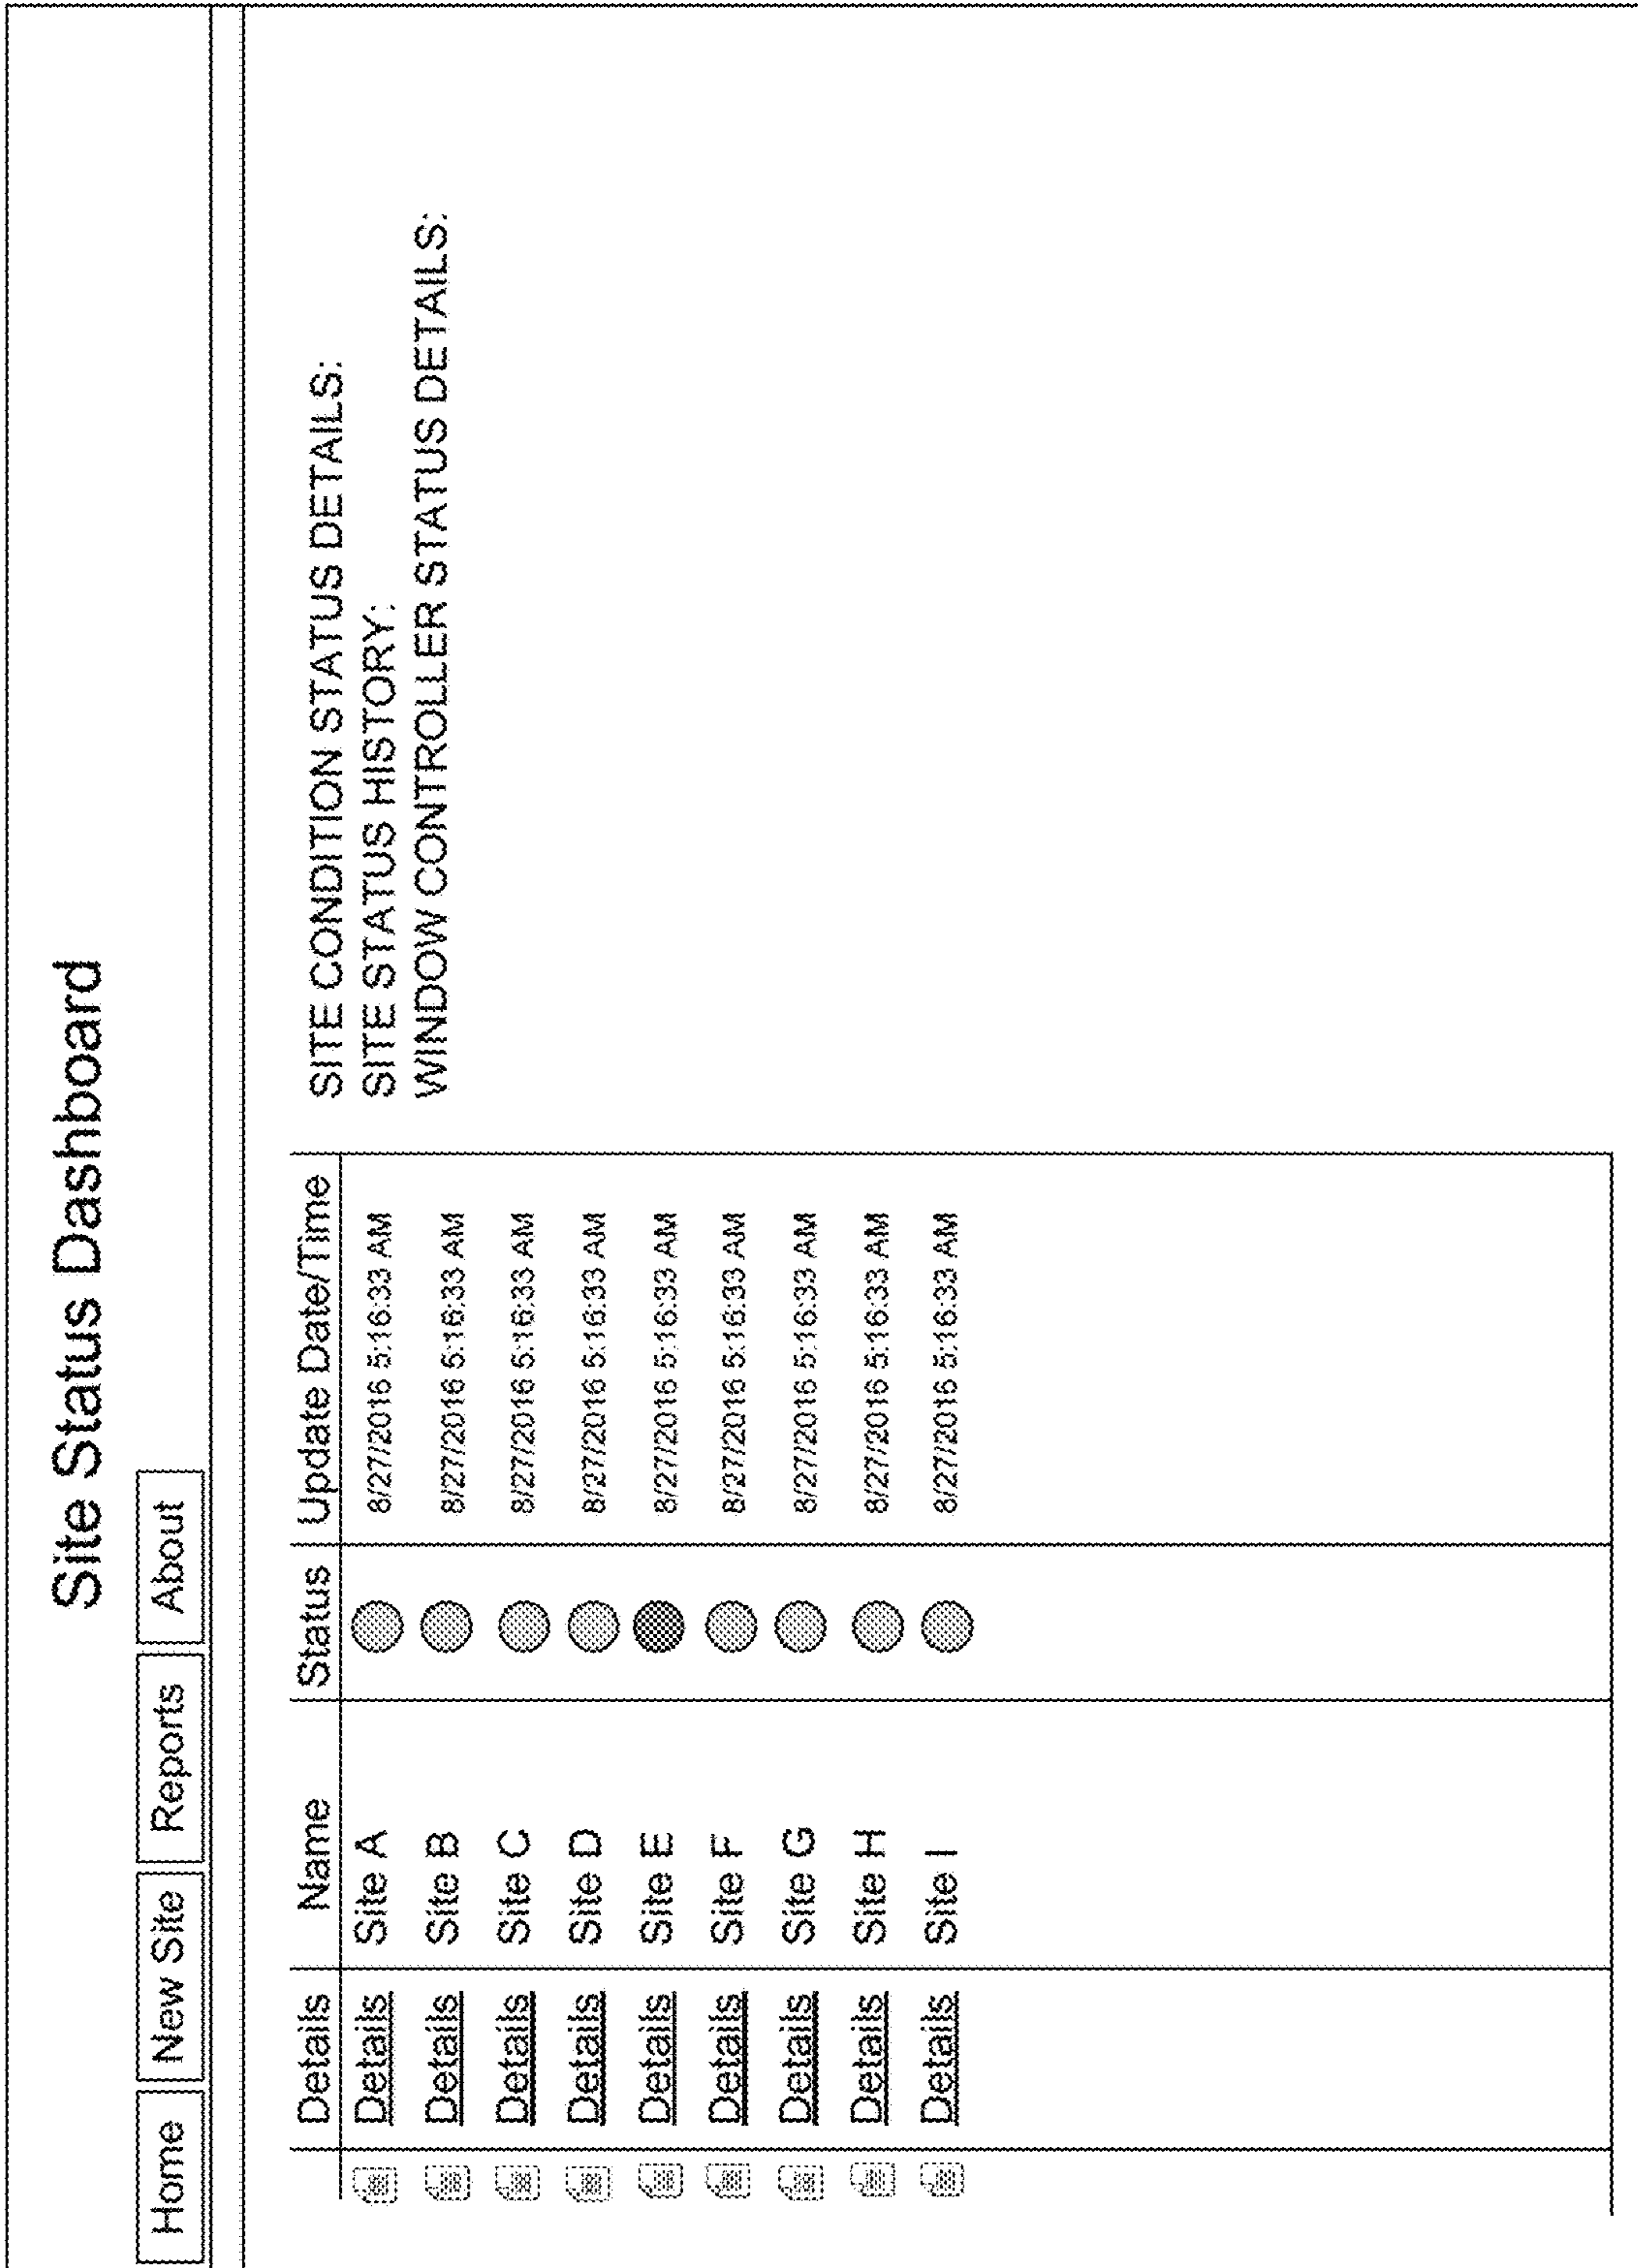 Site Status Dashboard
Home New Site Reports About
Details Name Status Update Date/Time
Details Site A 8/27/2016 5:16:33 AM
Details Site B 8/27/2016 5:16:33 AM
Details Site C 8/27/2016 5:16:33 AM
Details Site D 8/27/2016 5:16:33 AM
Details Site E 8/27/2016 5:16:33 AM
Details Site F 8/27/2016 5:16:33 AM
Details Site G 8/27/2016 5:16:33 AM
Details Site H 8/27/2016 5:16:33 AM
Details Site I 8/27/2016 5:16:33 AM
SITE CONDITION STATUS DETAILS:
SITE STATUS HISTORY:
WINDOW CONTROLLER STATUS DETAILS: